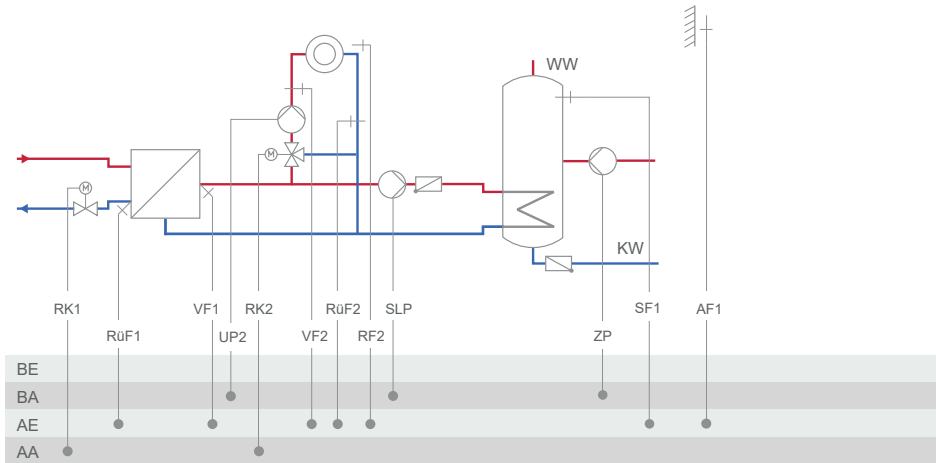 WW
M
M
KW
RK1
VF1
RK2
RüF2
SLP
SF1
AF1
RüF1
UP2
VF2
RF2
ZP
BE
BA
AE
AA